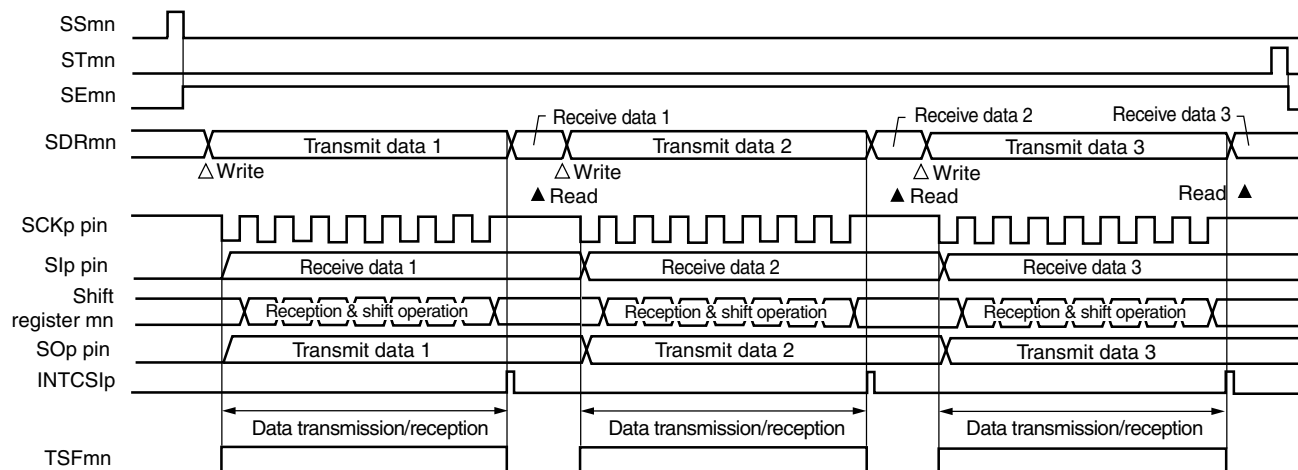 SSmn
STmn
SEmn
Receive data 1
Receive data 2
Receive data 3
SDRmn
Transmit data 1
Transmit data 2
Transmit data 3
△Write
△Write
△Write
▲Read
▲Read
Read ▲
SCKp pin
SIp pin
Receive data 1
Receive data 2
Receive data 3
Shift
register mn
Reception & shift operation
Reception & shift operation
Reception & shift operation
SOp pin
Transmit data 1
Transmit data 2
Transmit data 3
INTCSIp
Data transmission/reception
Data transmission/reception
Data transmission/reception
TSFmn